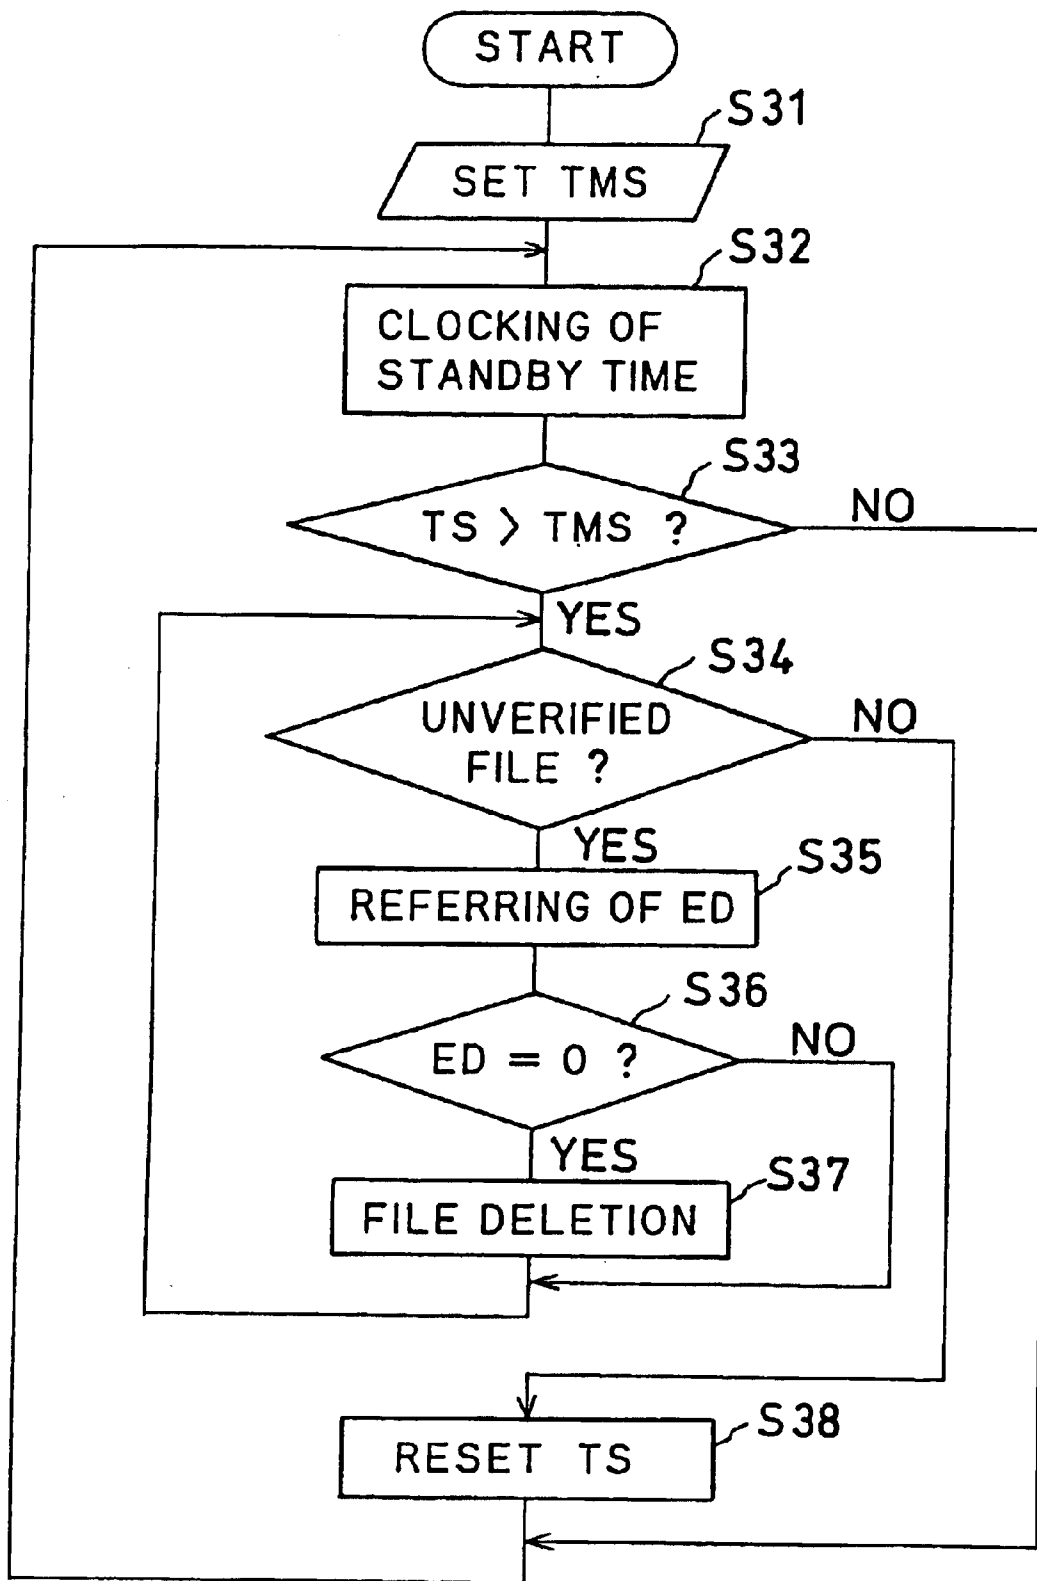 START
S31
SET TMS
S32
CLOCKING OF
STANDBY TIME
S33
TS > TMS ?
NO
YES
S34
UNVERIFIED
FILE ?
NO
YES
S35
REFERRING OF ED
S36
ED = 0 ?
NO
YES
S37
FILE DELETION
S38
RESET TS